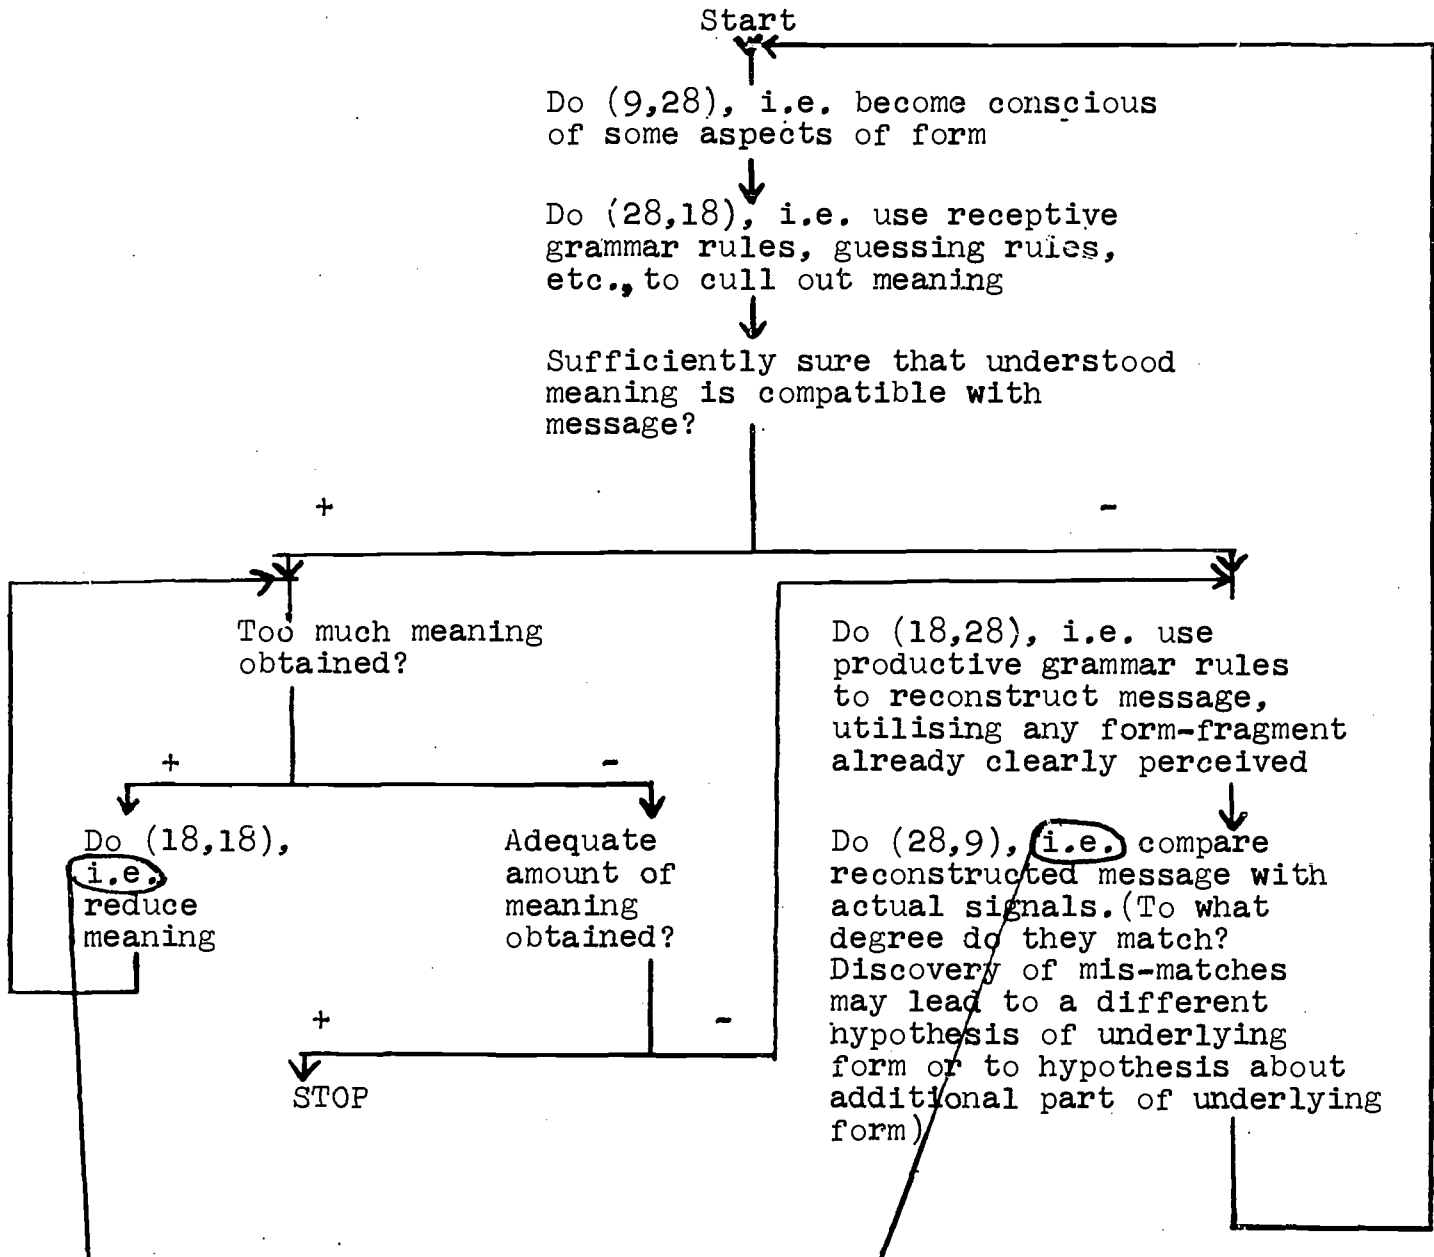 Start
Do (9,28), i.e. become conscious
of some aspects of form
Do (28,18), i.e. use receptive
grammar rules, guessing rules,
etc., to cull out meaning
Sufficiently sure that understood
meaning is compatible with
message?
+
-
Too much meaning
obtained?
+
-
Do (18,18),
i.e.
reduce
meaning
Adequate
amount of
meaning
obtained?
+
-
STOP
Do (18,28), i.e. use
productive grammar rules
to reconstruct message,
utilising any form-fragment
already clearly perceived
Do (28,9), i.e. compare
reconstructed message with
actual signals.(To what
degree do they match?
Discovery of mis-matches
may lead to a different
hypothesis of underlying
form or to hypothesis about
additional part of underlying
form)